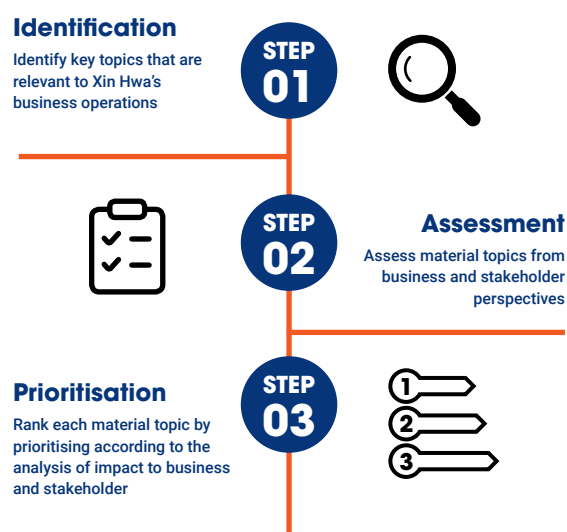 Identification
Identify key topics that are
relevant to Xin Hwa's
business operations
STEP
01
STEP
02
Assessment
Assess material topics from
business and stakeholder
perspectives
Prioritisation
Rank each material topic by
prioritising according to the
analysis of impact to business
and stakeholder
STEP
03
1
2
3